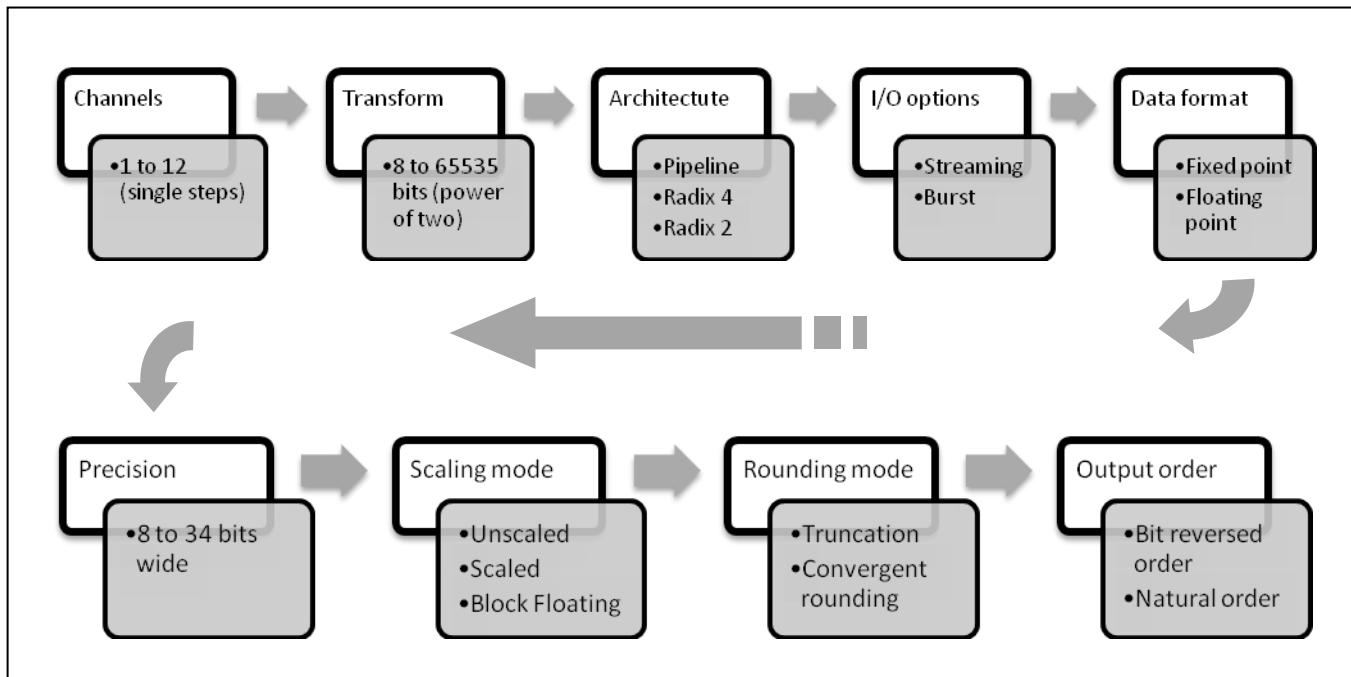 Channels
•1 to 12
(single steps)
Transform
•8 to 65535
bits (power
of two)
Architectute
•Pipeline
•Radix 4
•Radix 2
I/O options
•Streaming
•Burst
Data format
•Fixed point
•Floating
point
Precision
•8 to 34 bits
wide
Scaling mode
•Unscaled
•Scaled
•Block Floating
Rounding mode
•Truncation
•Convergent
rounding
Output order
•Bit reversed
order
•Natural order